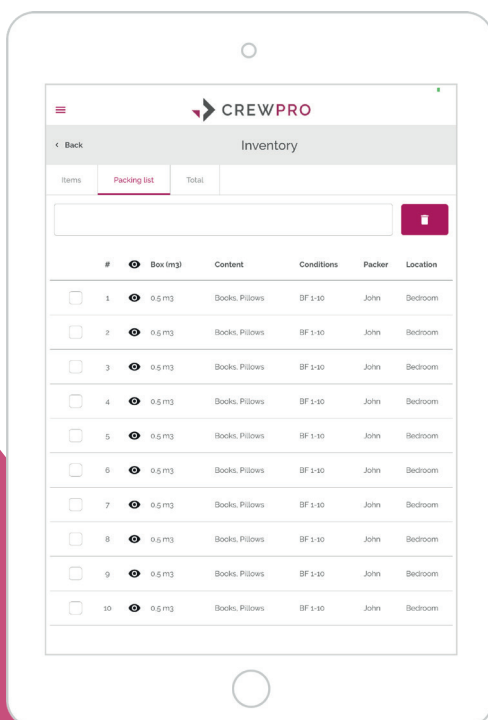 CREWPRO
< Back Inventory
Items Packing list Total
# Box (m3) Content Conditions Packer Location
1 0.5 m3 Books, Pillows BF 1-10 John Bedroom
2 0.5 m3 Books, Pillows BF 1-10 John Bedroom
3 0.5 m3 Books, Pillows BF 1-10 John Bedroom
4 0.5 m3 Books, Pillows BF 1-10 John Bedroom
5 0.5 m3 Books, Pillows BF 1-10 John Bedroom
6 0.5 m3 Books, Pillows BF 1-10 John Bedroom
7 0.5 m3 Books, Pillows BF 1-10 John Bedroom
8 0.5 m3 Books, Pillows BF 1-10 John Bedroom
9 0.5 m3 Books, Pillows BF 1-10 John Bedroom
10 0.5 m3 Books, Pillows BF 1-10 John Bedroom